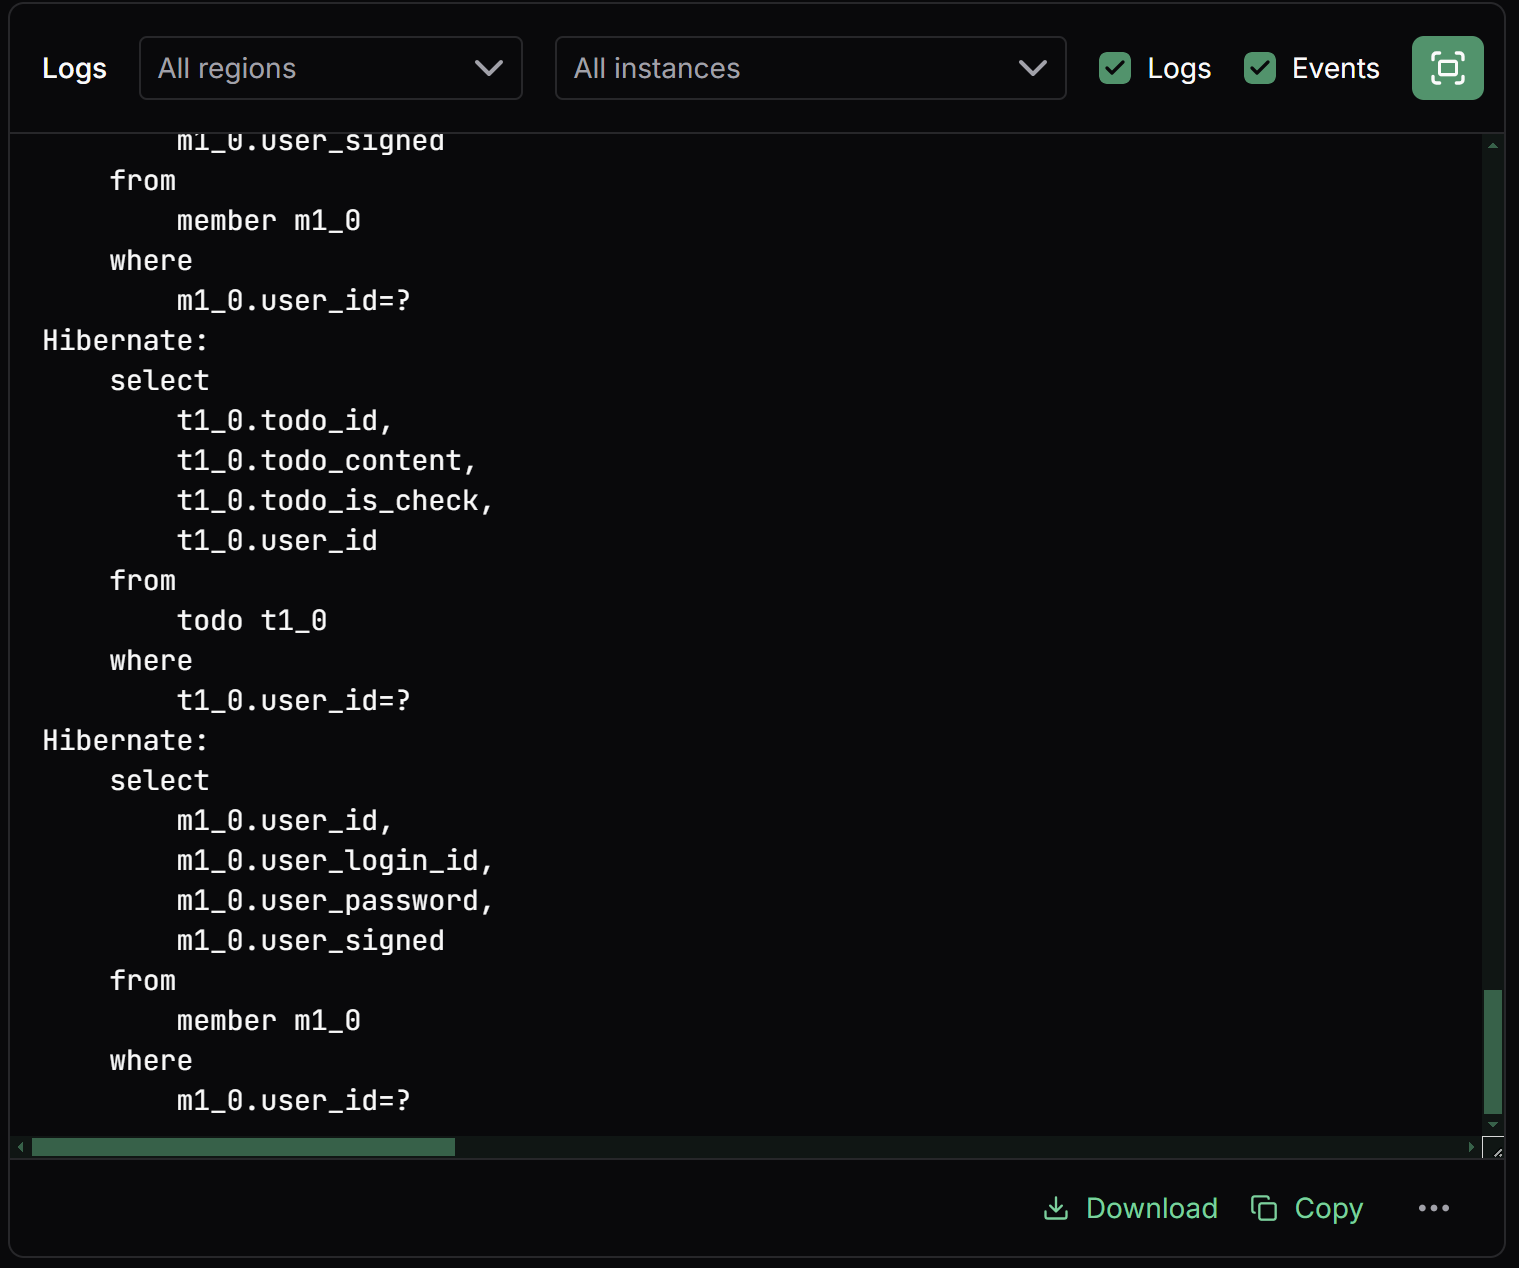 Logs All regions All instances Logs Events
m1_0.user_signed
from
member m1_0
where
m1_0.user_id=?
Hibernate:
select
t1_0.todo_id,
t1_0.todo_content,
t1_0.todo_is_check,
t1_0.user_id
from
todo t1_0
where
t1_0.user_id=?
Hibernate:
select
m1_0.user_id,
m1_0.user_login_id,
m1_0.user_password,
m1_0.user_signed
from
member m1_0
where
m1_0.user_id=?
Download Copy